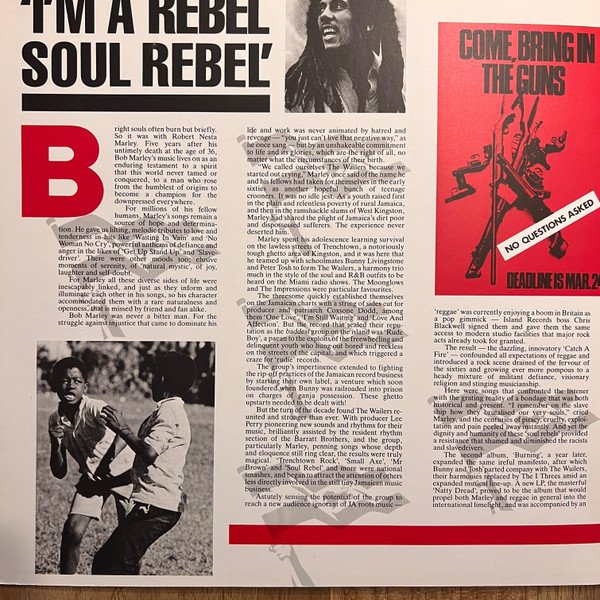 'I'M A REBEL
SOUL REBEL'
Bright souls often burn but briefly.
So it was with Robert Nesta
Marley. Five years after his
untimely death at the age of 36,
Bob Marley's music lives on as an
enduring testament to a spirit
that this world never tamed or
conquered, to a man who rose
from the humblest of origins to
become a champion for the
downpressed everywhere.
For millions of his fellow
humans, Marley's songs remain a
source of hope and determina-
tion. He gave us lilting, melodic tributes to love and
tenderness in hits like 'Waiting In Vain' and 'No
Woman No Cry', powerful anthems of defiance and
anger in the likes of 'Get Up Stand Up' and 'Slave-
driver'. There were other moods too; elusive
moments of serenity, 'natural mystic', of joy,
laughter and self-doubt.
For Marley all these diverse sides of life were
inescapably linked, and just as they inform and
illuminate each other in his songs, so his character
accommodated them with a rare naturalness and
openness, admissed by friend and fan alike.
Bob Marley was never a bitter man. For the
struggle against injustice that came to dominate his
life and work was never animated by hatred and
revenge — "you just can't live that negative way," as
he once sang — but by an unshakeable commitment
to life and its glories, which are the right of all, no
matter what the circumstances of their birth.
"We called ourselves The Wailers because we
started out crying," Marley once said of the name he
and his fellows had taken for themselves in the early
sixties as another hopeful bunch of teenage
crooners. It was no idle jest. As a youth raised first
in the plain and relentless poverty of rural Jamaica,
and then in the ramshackle slums of West Kingston,
Marley had shared the plight of Jamaica's dirt poor
and dispossessed sufferers. The experience never
deserted him.
Marley spent his adolescence learning survival
on the lawless streets of Trenchtown, a notoriously
tough ghetto area of Kingston, and it was here that
he teamed up with schoolmates Bunny Livingstone
and Peter Tosh to form The Wailers, a harmony trio
much in the style of the soul and R&B outfits to be
heard on the Miami radio shows. The Moonglows
and The Impressions were particular favourites.
The threesome quickly established themselves
on the Jamaican charts with a string of sides cut for
producer and patriarch Coxsone Dodd, among
them 'One Love', 'I'm Still Waiting' and 'Love And
Affection'. But the record that sealed their repu-
tation as the baddest group on the island was 'Rude
Boy', a paean to the exploits of the freewheeling and
delinquent youth who hung out bored and reckless
on the streets of the capital, and which triggered a
craze for 'rudie' records.
The group's impertinence extended to fighting
the rip-off practices of the Jamaican record business
by starting their own label, a venture which soon
foundered when Bunny was railroaded into prison
on charges of ganja possession. These ghetto
upstarts needed to be dealt with!
But the turn of the decade found The Wailers re-
united and stronger than ever. With producer Lee
Perry pioneering new sounds and rhythms for their
music, brilliantly assisted by the resident rhythm
section of the Barratt Brothers, and the group,
particularly Marley, penning songs whose depth
and eloquence still ring clear, the results were truly
magical. 'Trenchtown Rock', 'Small Axe', 'Mr
Brown' and 'Soul Rebel' and more were national
smashes, and began to attract the attention of others
less directly involved in the still tiny Jamaican music
business.
Astutely sensing the potential of the group to
reach a new audience ignorant of JA roots music —
COME, BRING IN
THE GUNS
NO QUESTIONS ASKED
DEADLINE IS MAR. 24
'reggae' was currently enjoying a boom in Britain as
a pop gimmick — Island Records boss Chris
Blackwell signed them and gave them the same
access to modern studio facilities that major rock
acts already took for granted.
The result — the dazzling, innovatory 'Catch A
Fire' — confounded all expectations of reggae and
introduced a rock scene drained of the fervour of
the sixties and growing ever more pompous to a
heady mixture of militant defiance, visionary
religion and stinging musicianship.
Here were songs that confronted the listener
with the grating reality of a bondage that was both
historical and present. "I remember on the slave
ship how they brutalised our very souls," cried
Marley, and the centuries of piracy, cruelty, exploi-
tation and pain peeled away instantly. And yet the
dignity and humanity of these 'soul rebels' provided
a resistance that shamed and diminished the racists
and slavedrivers.
The second album, 'Burning', a year later,
expanded the same ireful manifesto, after which
Bunny and Tosh parted company with The Wailers,
their harmonies replaced by The I Threes amid an
expanded musical line-up. A new LP, the masterful
'Natty Dread', proved to be the album that would
propel both Marley and reggae in general into the
international limelight, and was accompanied by an